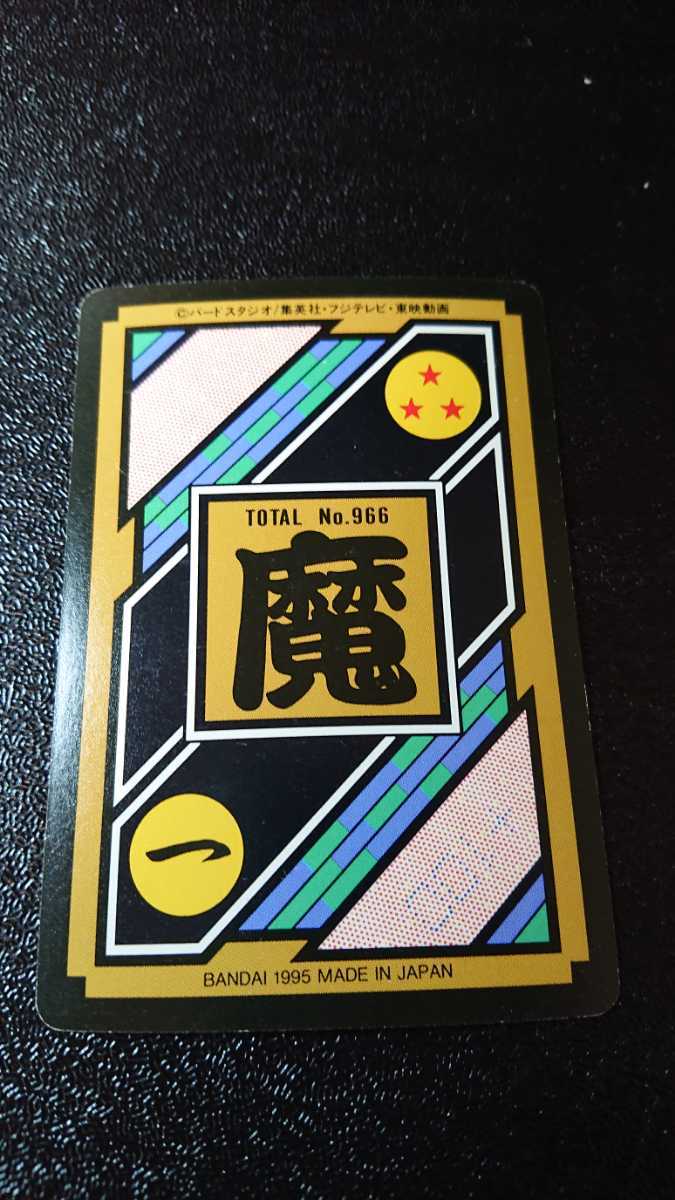 ©バードスタジオ/集英社・フジテレビ・東映動画
TOTAL No.966
魔
一
BANDAI 1995 MADE IN JAPAN